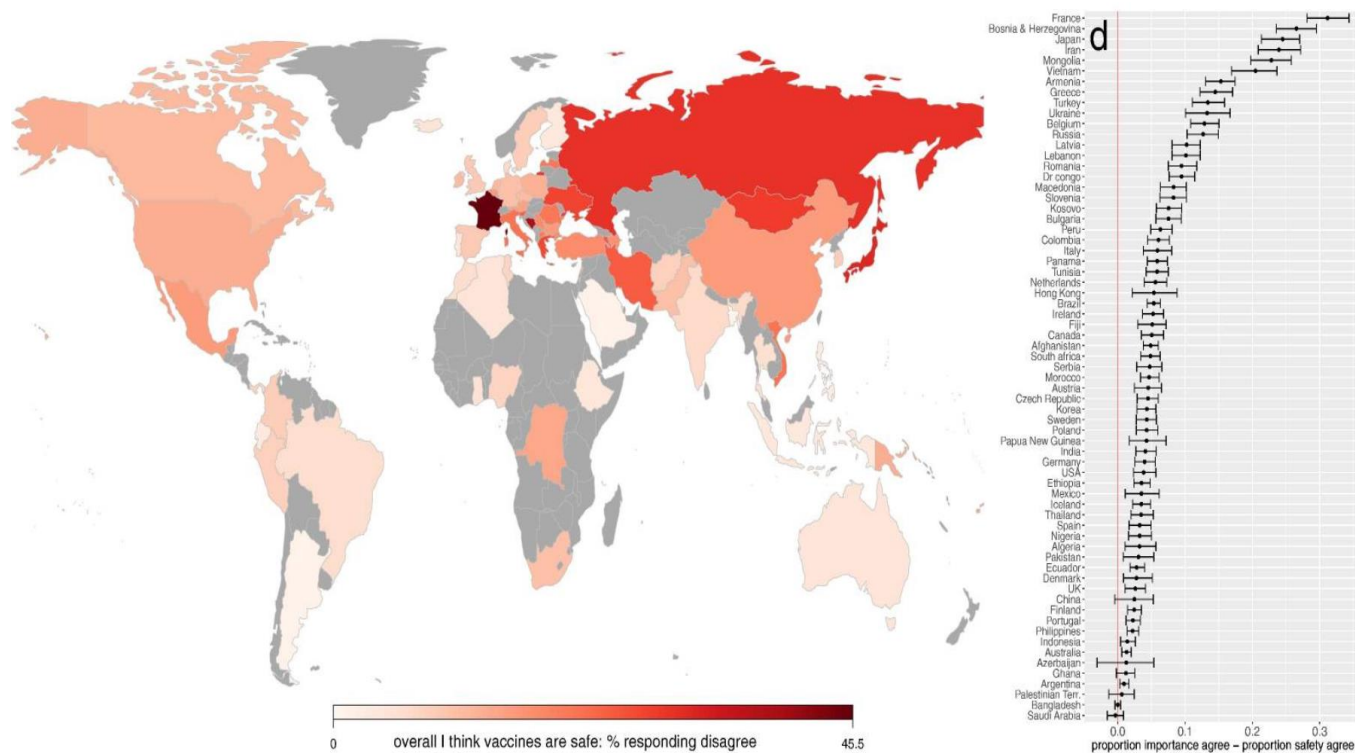 d
France
Bosnia & Herzegovina
Japan
Iran
Mongolia
Vietnam
Armenia
Greece
Turkey
Ukraine
Belgium
Russia
Latvia
Lebanon
Romania
Dr congo
Macedonia
Slovenia
Kosovo
Bulgaria
Peru
Colombia
Italy
Panama
Tunisia
Netherlands
Hong Kong
Brazil
Ireland
Fiji
Canada
Afghanistan
South africa
Serbia
Morocco
Austria
Czech Republic
Korea
Sweden
Poland
Papua New Guinea
India
Germany
USA
Ethiopia
Mexico
Iceland
Thailand
Spain
Nigeria
Algeria
Pakistan
Ecuador
Denmark
UK
China
Finland
Portugal
Philippines
Indonesia
Australia
Azerbaijan
Ghana
Argentina
Palestinian Terr.
Bangladesh
Saudi Arabia
0.0 0.1 0.2 0.3
proportion importance agree − proportion safety agree
0 overall I think vaccines are safe: % responding disagree 45.5